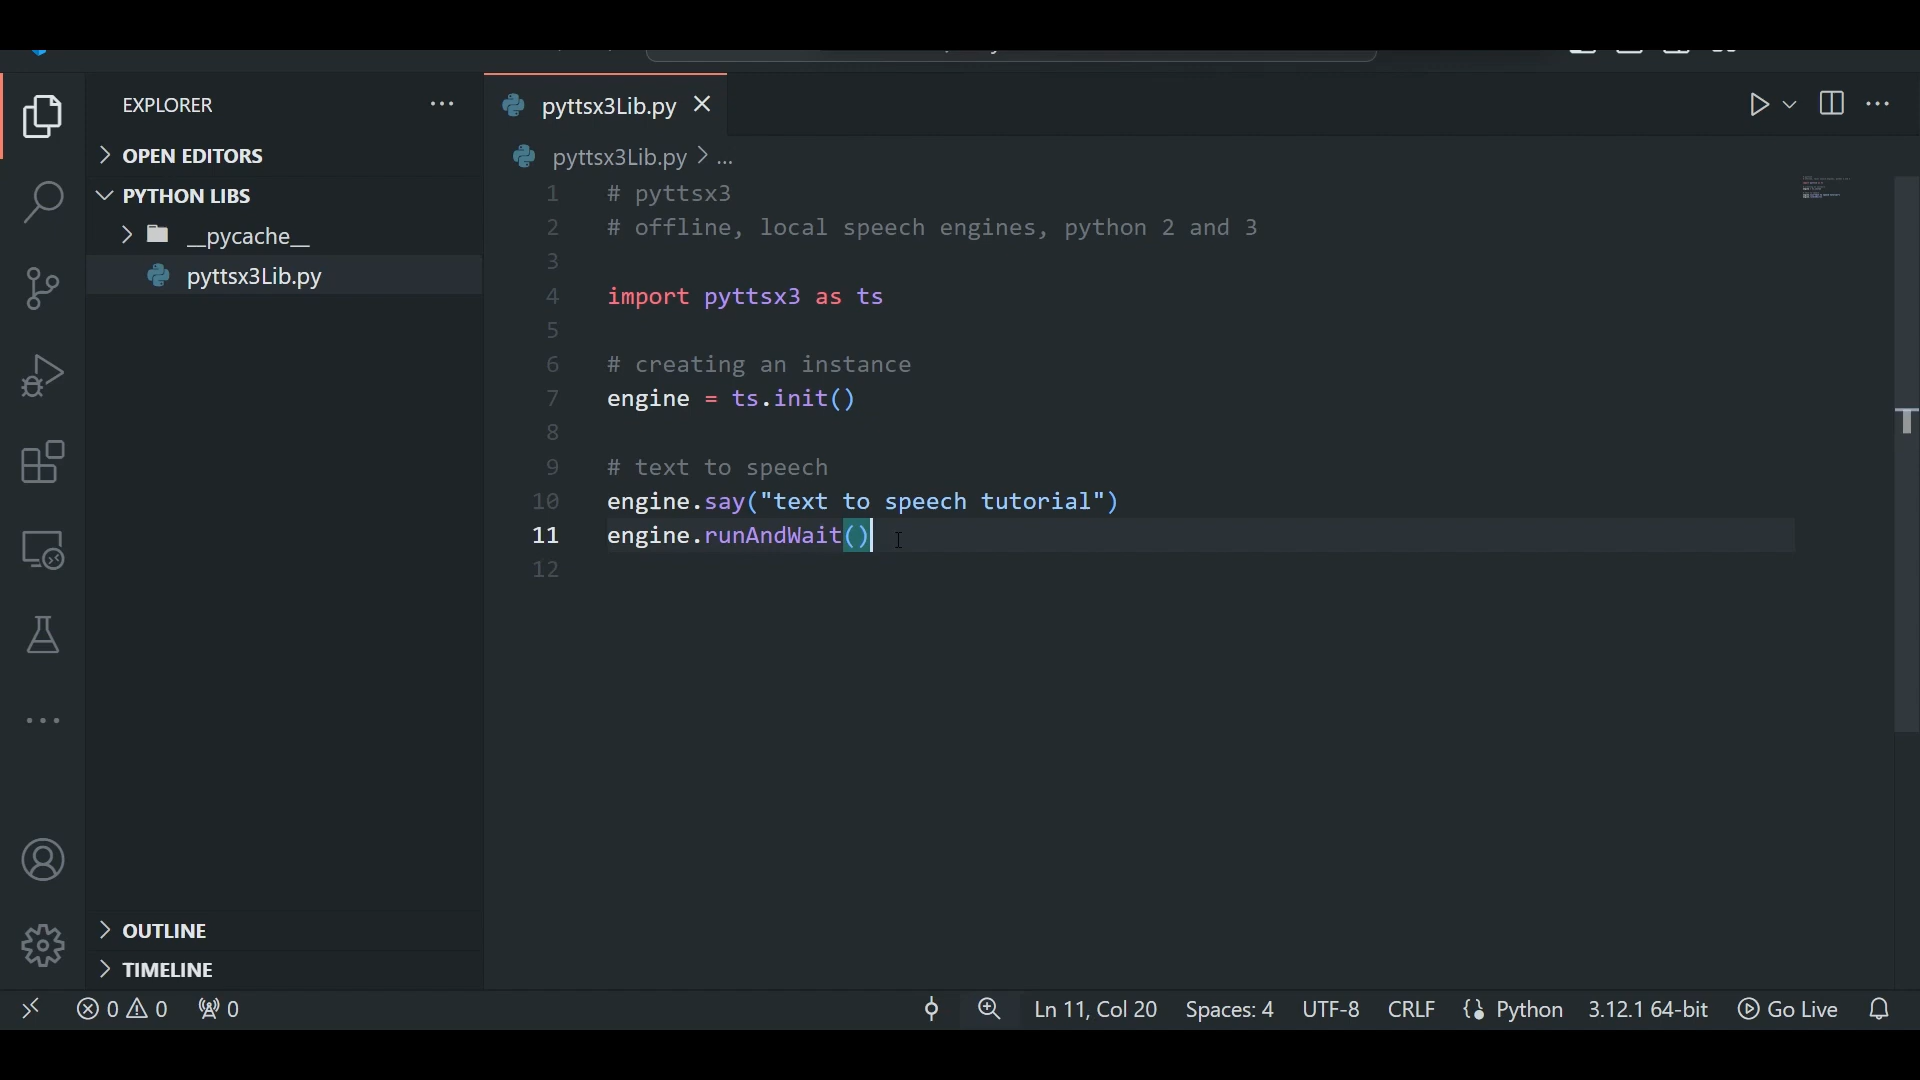 EXPLORER
OPEN EDITORS
PYTHON LIBS
__pycache__
pyttsx3Lib.py
OUTLINE
TIMELINE
pyttsx3Lib.py
pyttsx3Lib.py > ...
1 # pyttsx3
2 # offline, local speech engines, python 2 and 3
3
4 import pyttsx3 as ts
5
6 # creating an instance
7 engine = ts.init()
8
9 # text to speech
10 engine.say("text to speech tutorial")
11 engine.runAndWait()
12
0 0 0 Ln 11, Col 20 Spaces: 4 UTF-8 CRLF Python 3.12.1 64-bit Go Live